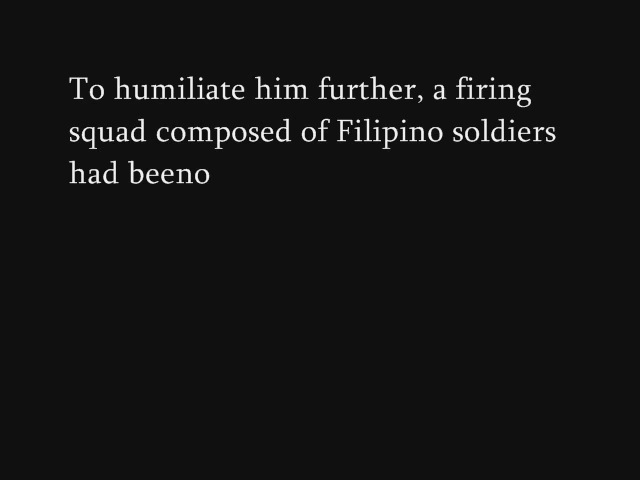 To humiliate him further, a firing
squad composed of Filipino soldiers
had beeno